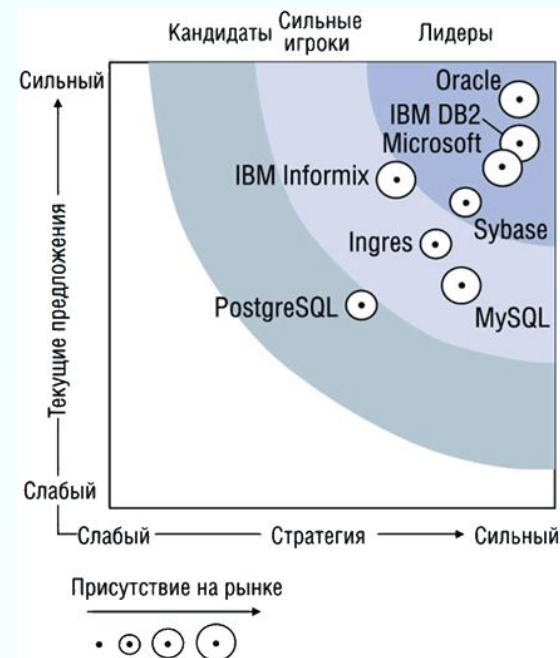 Кандидаты
Сильные
игроки
Лидеры
Сильный
Oracle
IBM DB2
Microsoft
IBM Informix
Sybase
Ingres
PostgreSQL
MySQL
Текущие предложения
Слабый
Слабый
Стратегия
Сильный
Присутствие на рынке